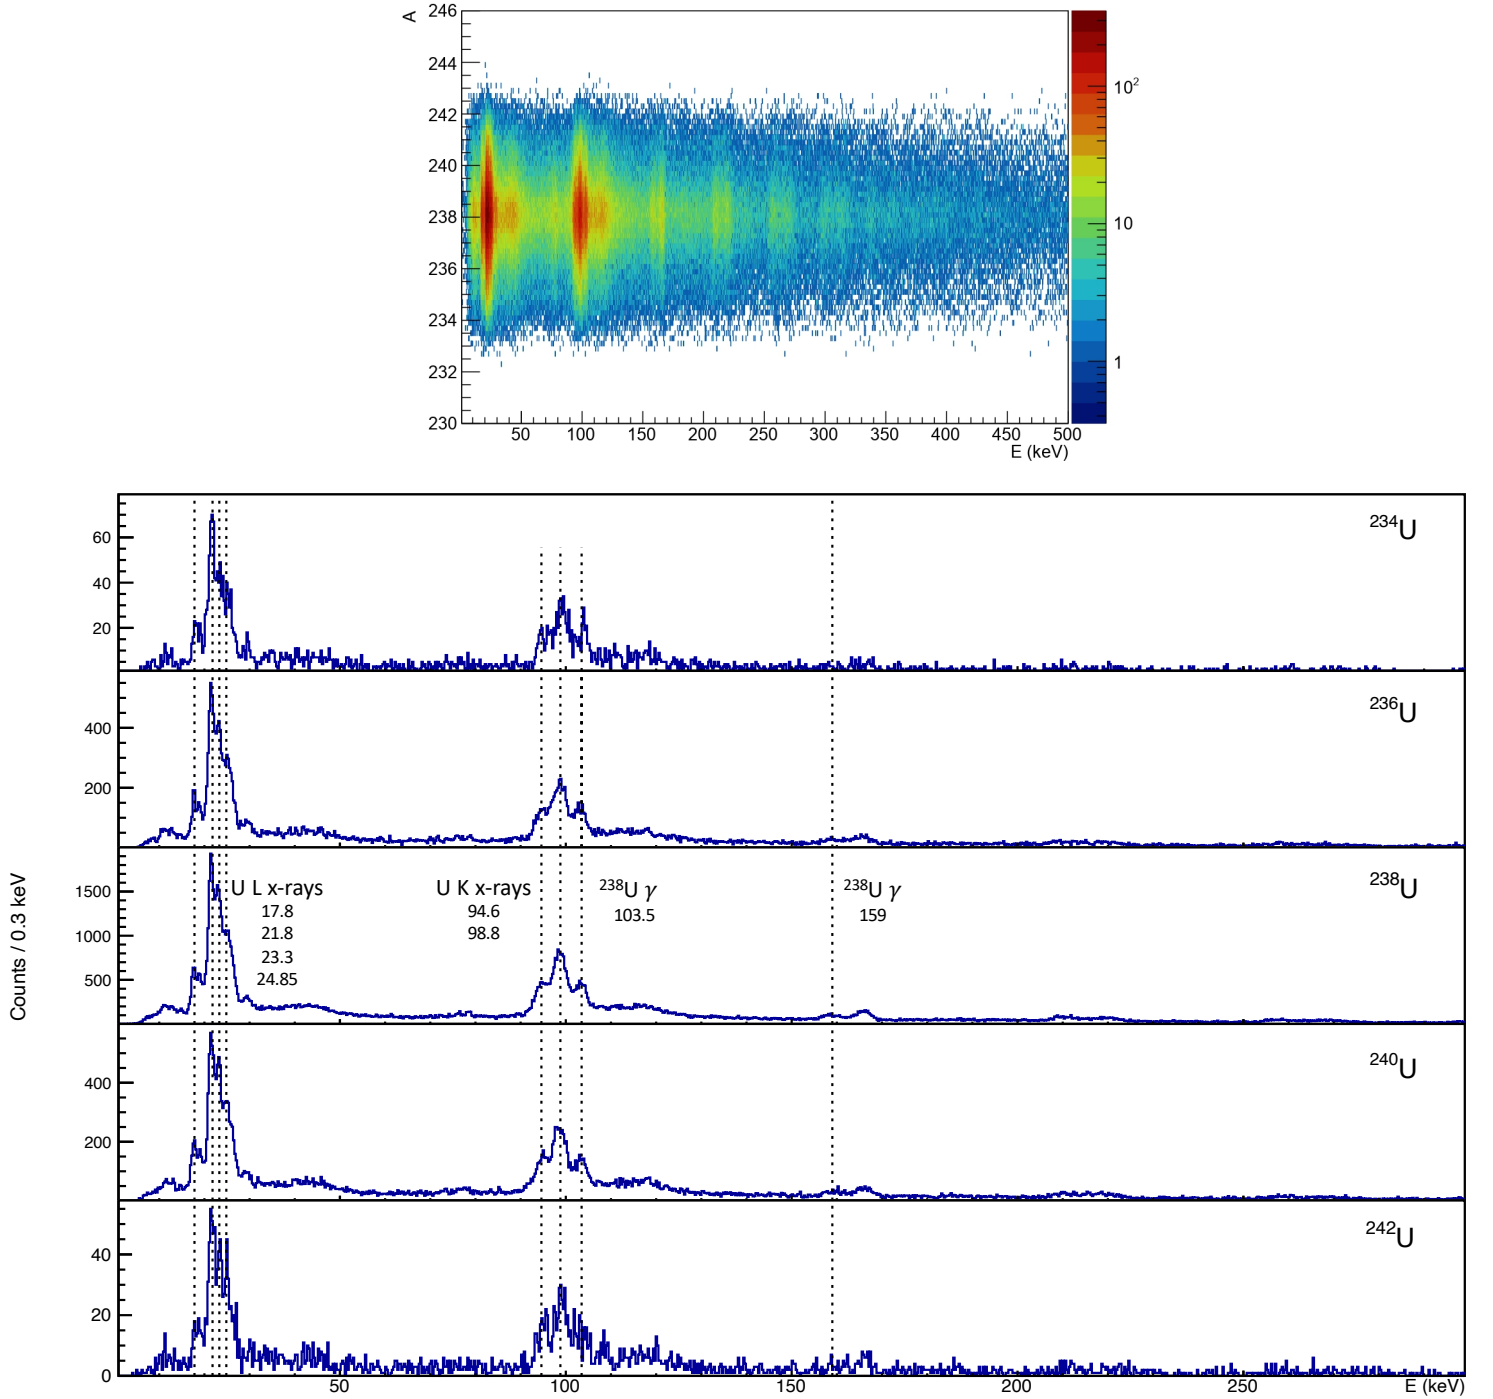 A
246
244
242
240
238
236
234
232
230
50 100 150 200 250 300 350 400 450 500
E (keV)
10²
10
1
Counts / 0.3 keV
60
40
20
²³⁴U
400
200
²³⁶U
1500
1000
500
U L x-rays
17.8
21.8
23.3
24.85
U K x-rays
94.6
98.8
²³⁸U γ
103.5
²³⁸U γ
159
²³⁸U
400
200
²⁴⁰U
40
20
0
²⁴²U
50 100 150 200 250 E (keV)